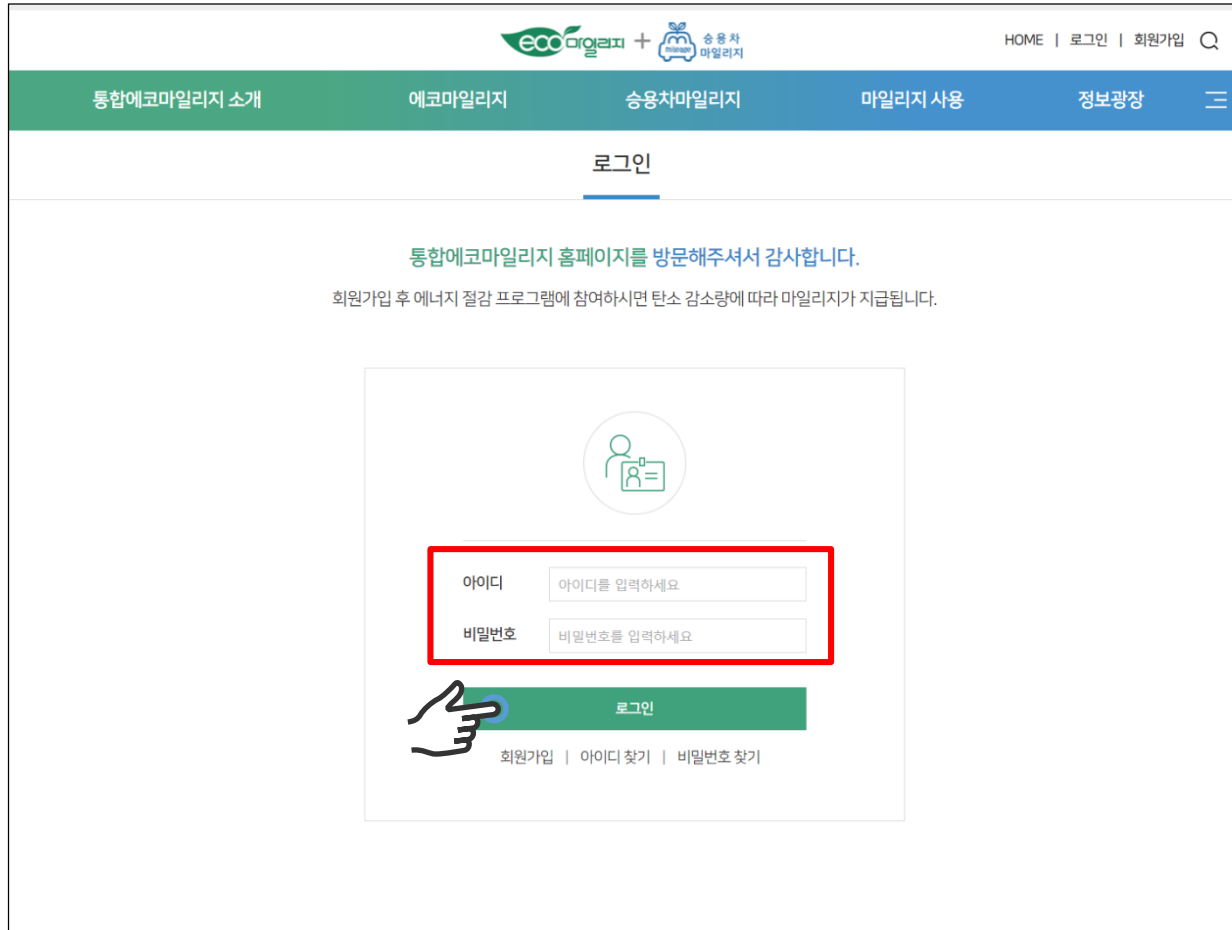 eco마일리지 + mileage 승용차
마일리지
HOME | 로그인 | 회원가입
통합에코마일리지 소개 에코마일리지 승용차마일리지 마일리지 사용 정보광장
로그인
통합에코마일리지 홈페이지를 방문해주셔서 감사합니다.
회원가입 후 에너지 절감 프로그램에 참여하시면 탄소 감소량에 따라 마일리지가 지급됩니다.
아이디 아이디를 입력하세요
비밀번호 비밀번호를 입력하세요
로그인
회원가입 | 아이디 찾기 | 비밀번호 찾기